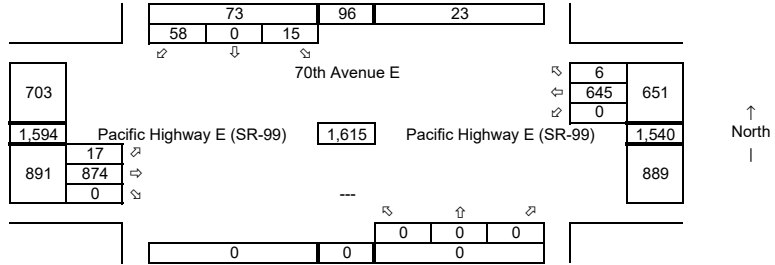 73 96 23
58 0 15
⬃ ⇩ ⬂
70th Avenue E
⬁ 6
703 ⇦ 645 651
⬃ 0
↑
1,594 Pacific Highway E (SR-99) 1,615 Pacific Highway E (SR-99) 1,540 North
|
17 ⬀
891 874 ⇨ 889
0 ⬂ ---
⬁ ⇧ ⬀
0 0 0
0 0 0